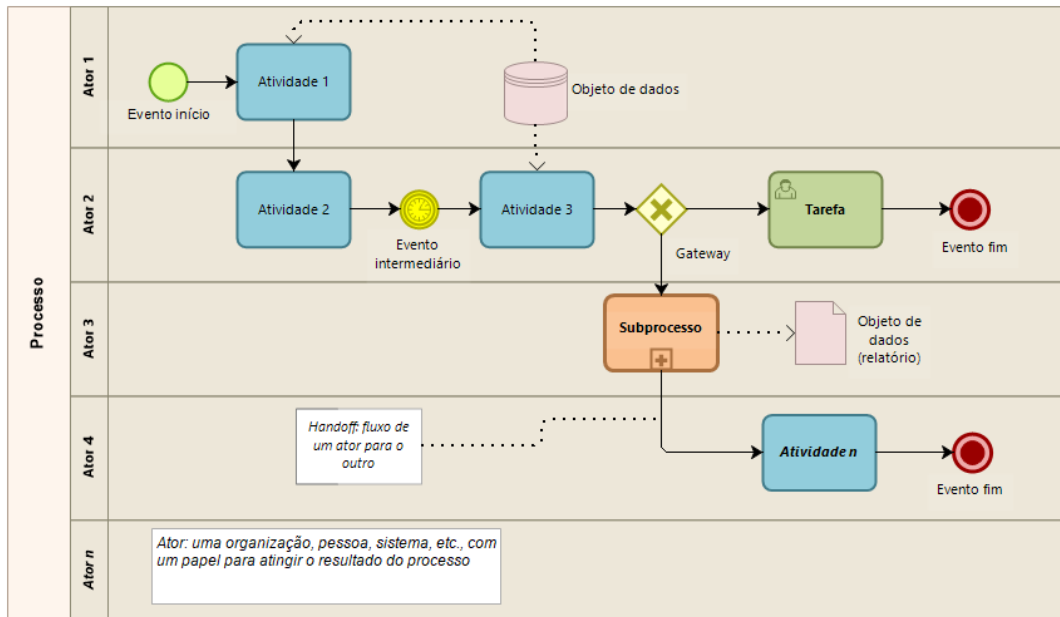 Processo
Ator 1
Evento início
Atividade 1
Objeto de dados
Ator 2
Atividade 2
Evento
intermediário
Atividade 3
Gateway
Tarefa
Evento fim
Ator 3
Subprocesso
Objeto de
dados
(relatório)
Ator 4
Handoff: fluxo de
um ator para o
outro
Atividade n
Evento fim
Ator n
Ator: uma organização, pessoa, sistema, etc., com
um papel para atingir o resultado do processo